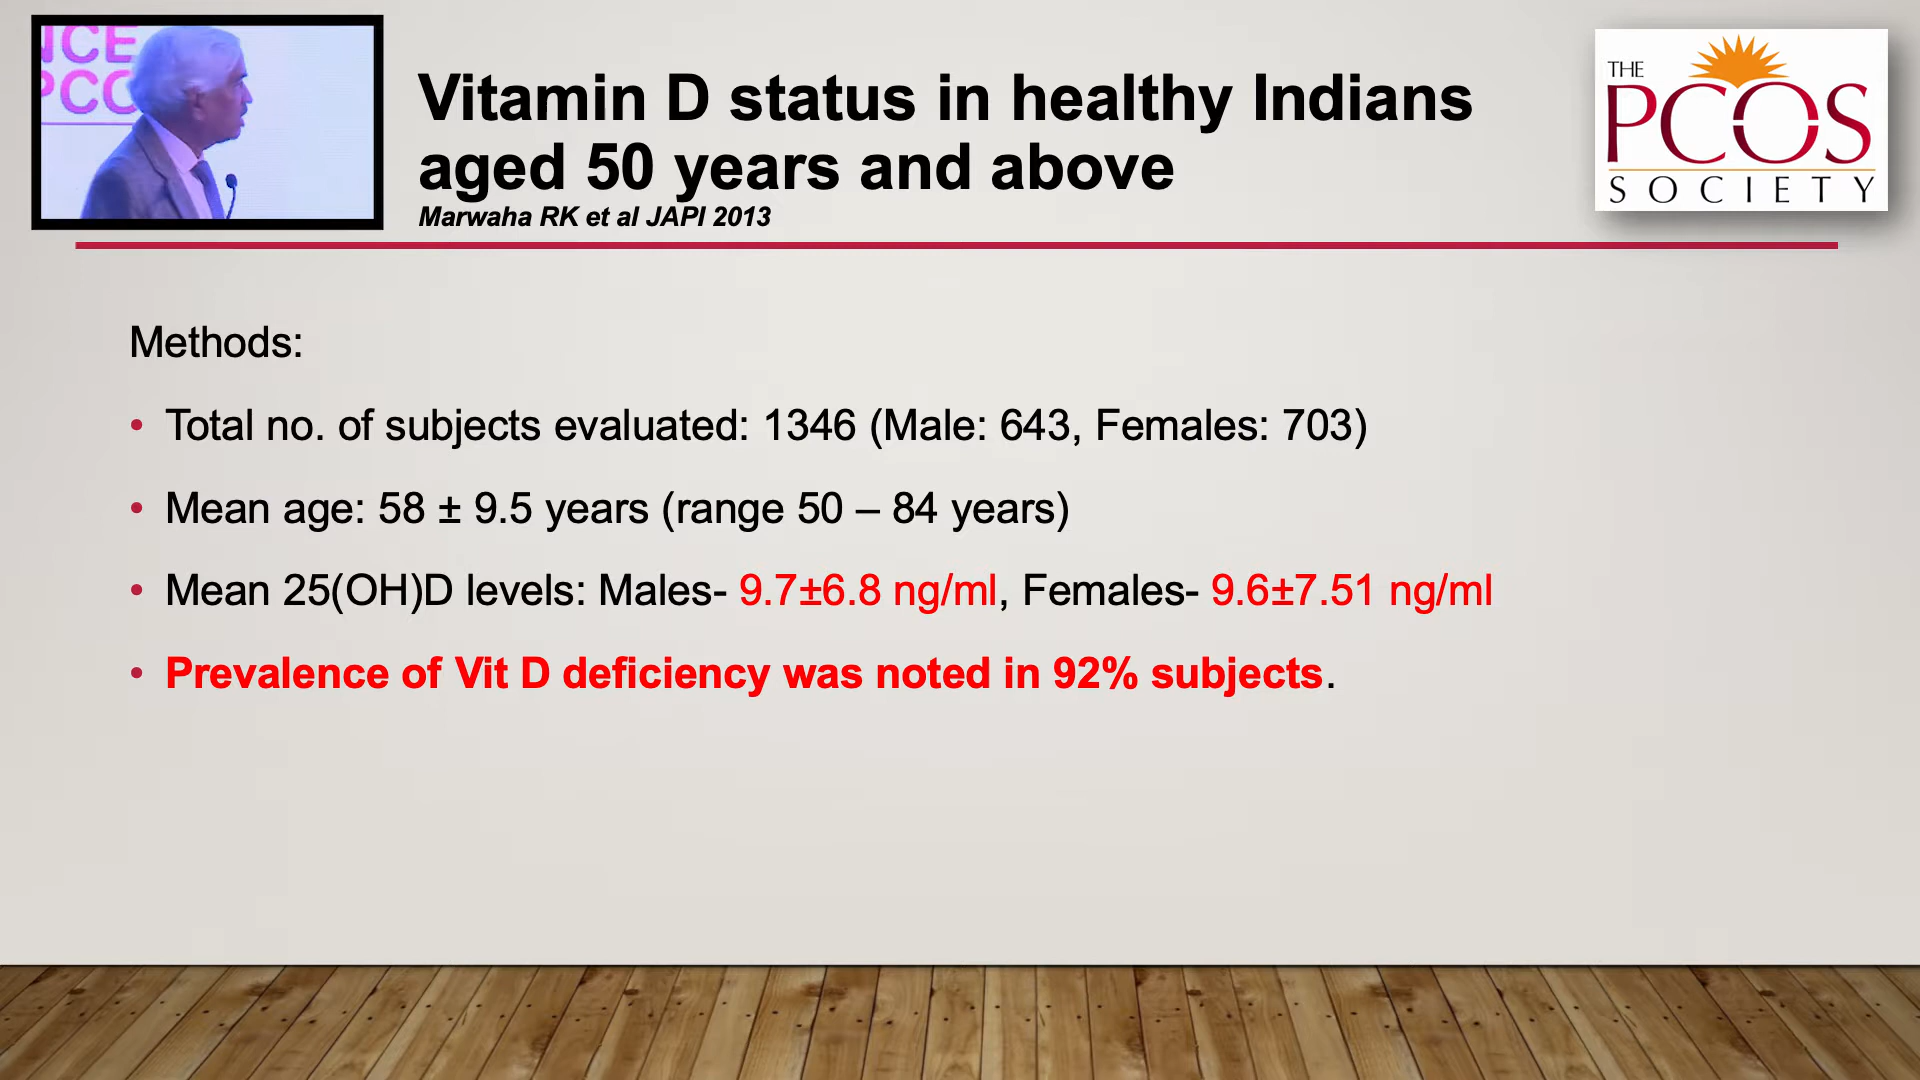 NCE
PCO
Vitamin D status in healthy Indians
aged 50 years and above
Marwaha RK et al JAPI 2013
THE
PCOS
SOCIETY
Methods:
• Total no. of subjects evaluated: 1346 (Male: 643, Females: 703)
• Mean age: 58 ± 9.5 years (range 50 – 84 years)
• Mean 25(OH)D levels: Males- 9.7±6.8 ng/ml, Females- 9.6±7.51 ng/ml
• Prevalence of Vit D deficiency was noted in 92% subjects.